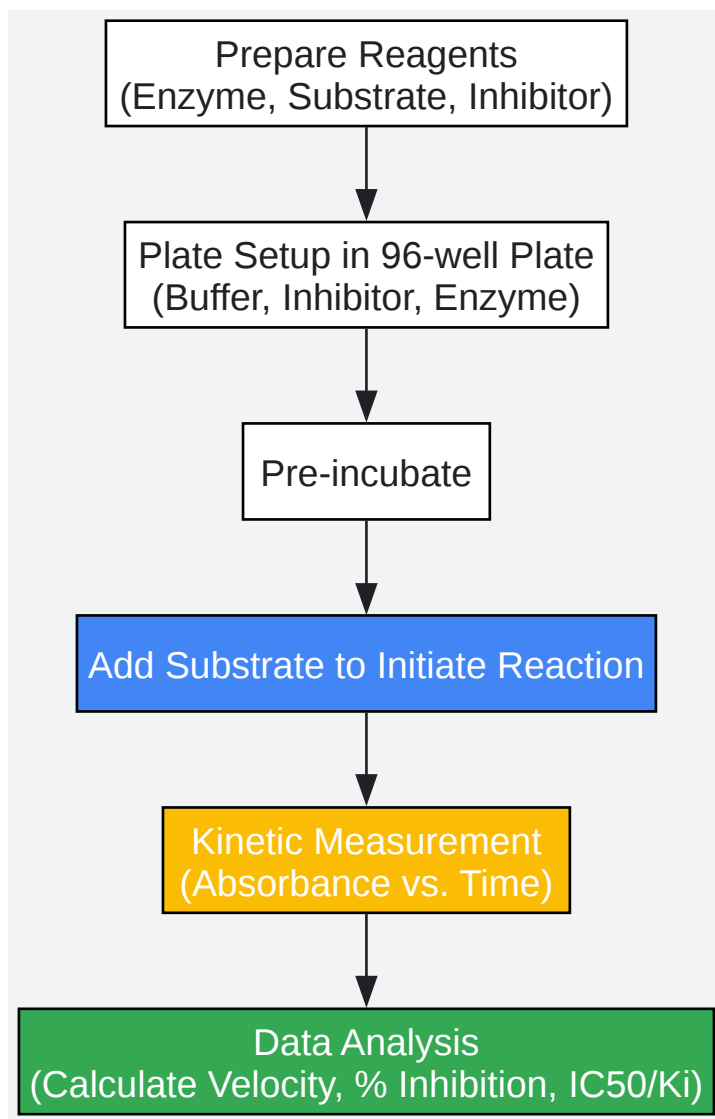 Prepare Reagents
(Enzyme, Substrate, Inhibitor)
Plate Setup in 96-well Plate
(Buffer, Inhibitor, Enzyme)
Pre-incubate
Add Substrate to Initiate Reaction
Kinetic Measurement
(Absorbance vs. Time)
Data Analysis
(Calculate Velocity, % Inhibition, IC50/Ki)